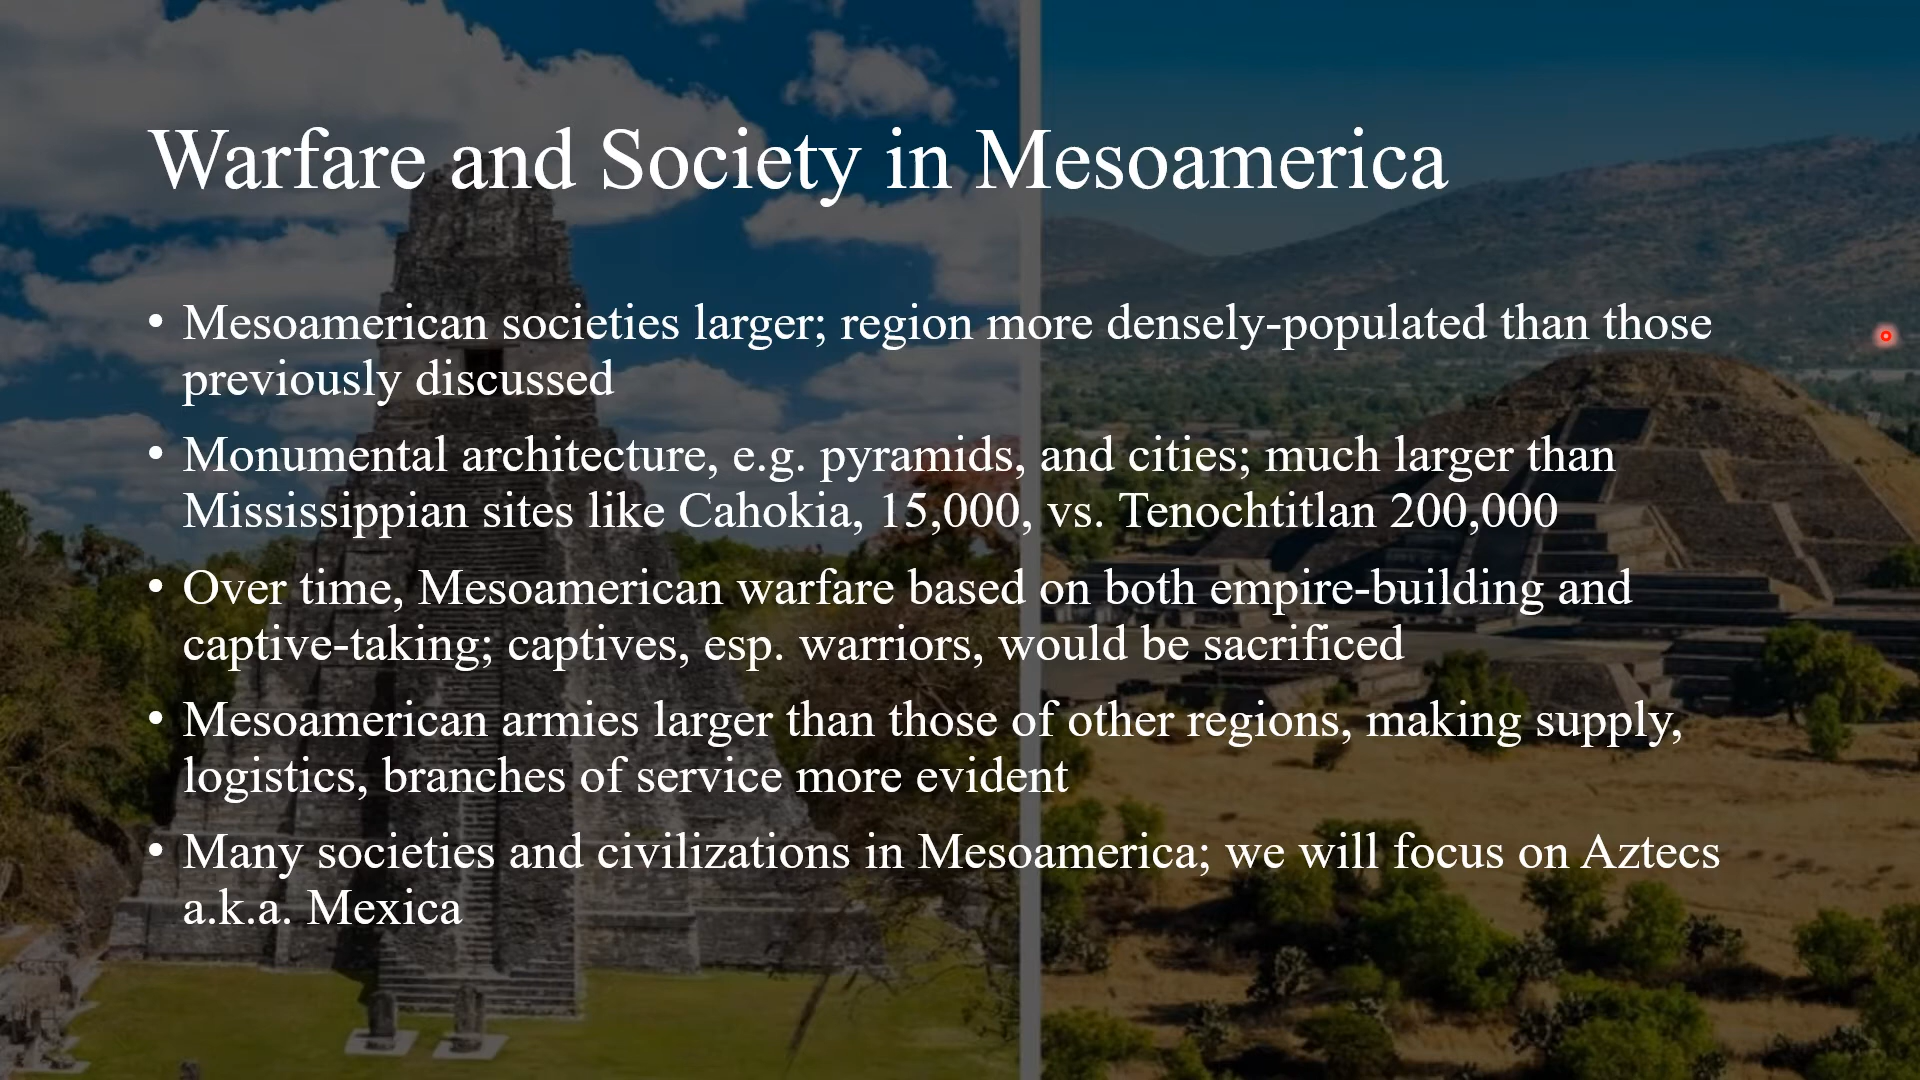 Warfare and Society in Mesoamerica
• Mesoamerican societies larger; region more densely-populated than those
previously discussed
• Monumental architecture, e.g. pyramids, and cities; much larger than
Mississippian sites like Cahokia, 15,000, vs. Tenochtitlan 200,000
• Over time, Mesoamerican warfare based on both empire-building and
captive-taking; captives, esp. warriors, would be sacrificed
• Mesoamerican armies larger than those of other regions, making supply,
logistics, branches of service more evident
• Many societies and civilizations in Mesoamerica; we will focus on Aztecs
a.k.a. Mexica